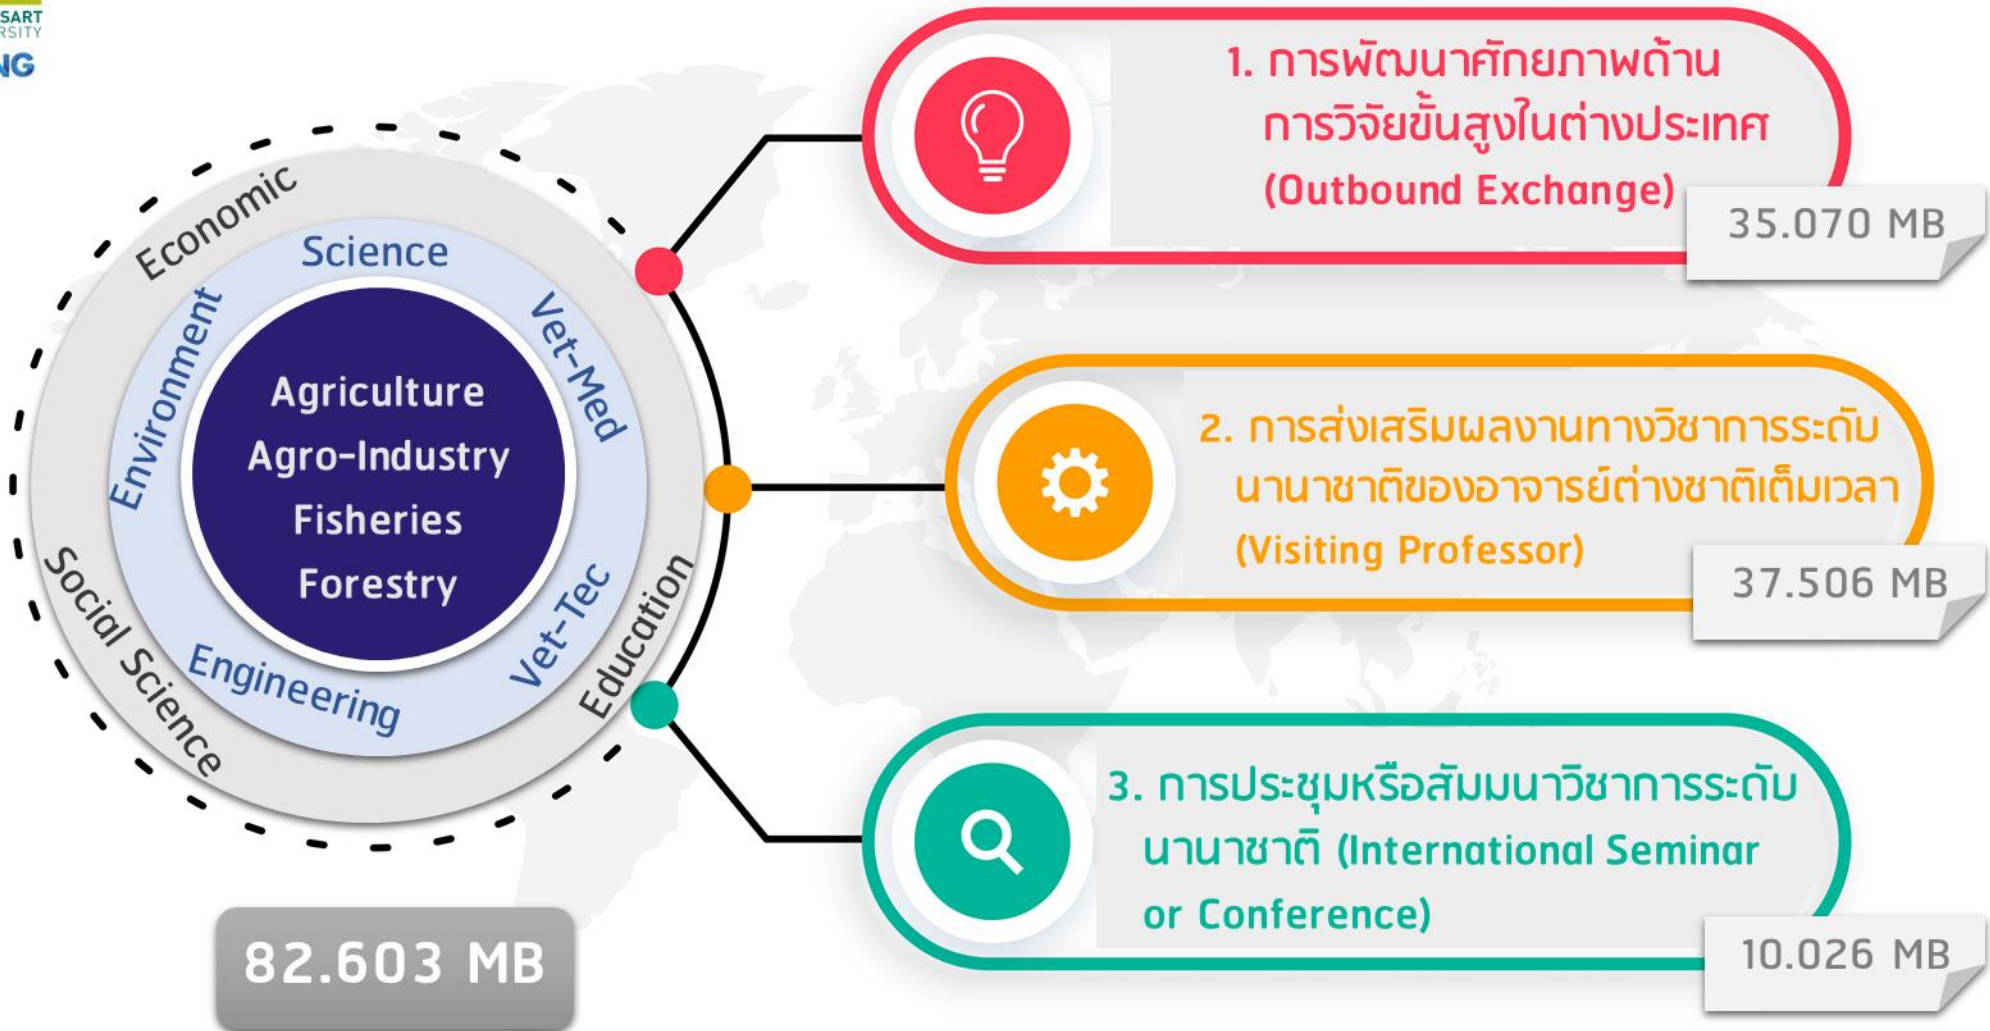 SART
RSITY
NG
Economic
Science
Environment
Vet-Med
Agriculture
Agro-Industry
Fisheries
Forestry
Social Science
Engineering
Vet-Tec
Education
82.603 MB
1. การพัฒนาศักยภาพด้าน
การวิจัยขั้นสูงในต่างประเทศ
(Outbound Exchange)
35.070 MB
2. การส่งเสริมผลงานทางวิชาการระดับ
นานาชาติของอาจารย์ต่างชาติเต็มเวลา
(Visiting Professor)
37.506 MB
3. การประชุมหรือสัมมนาวิชาการระดับ
นานาชาติ (International Seminar
or Conference)
10.026 MB